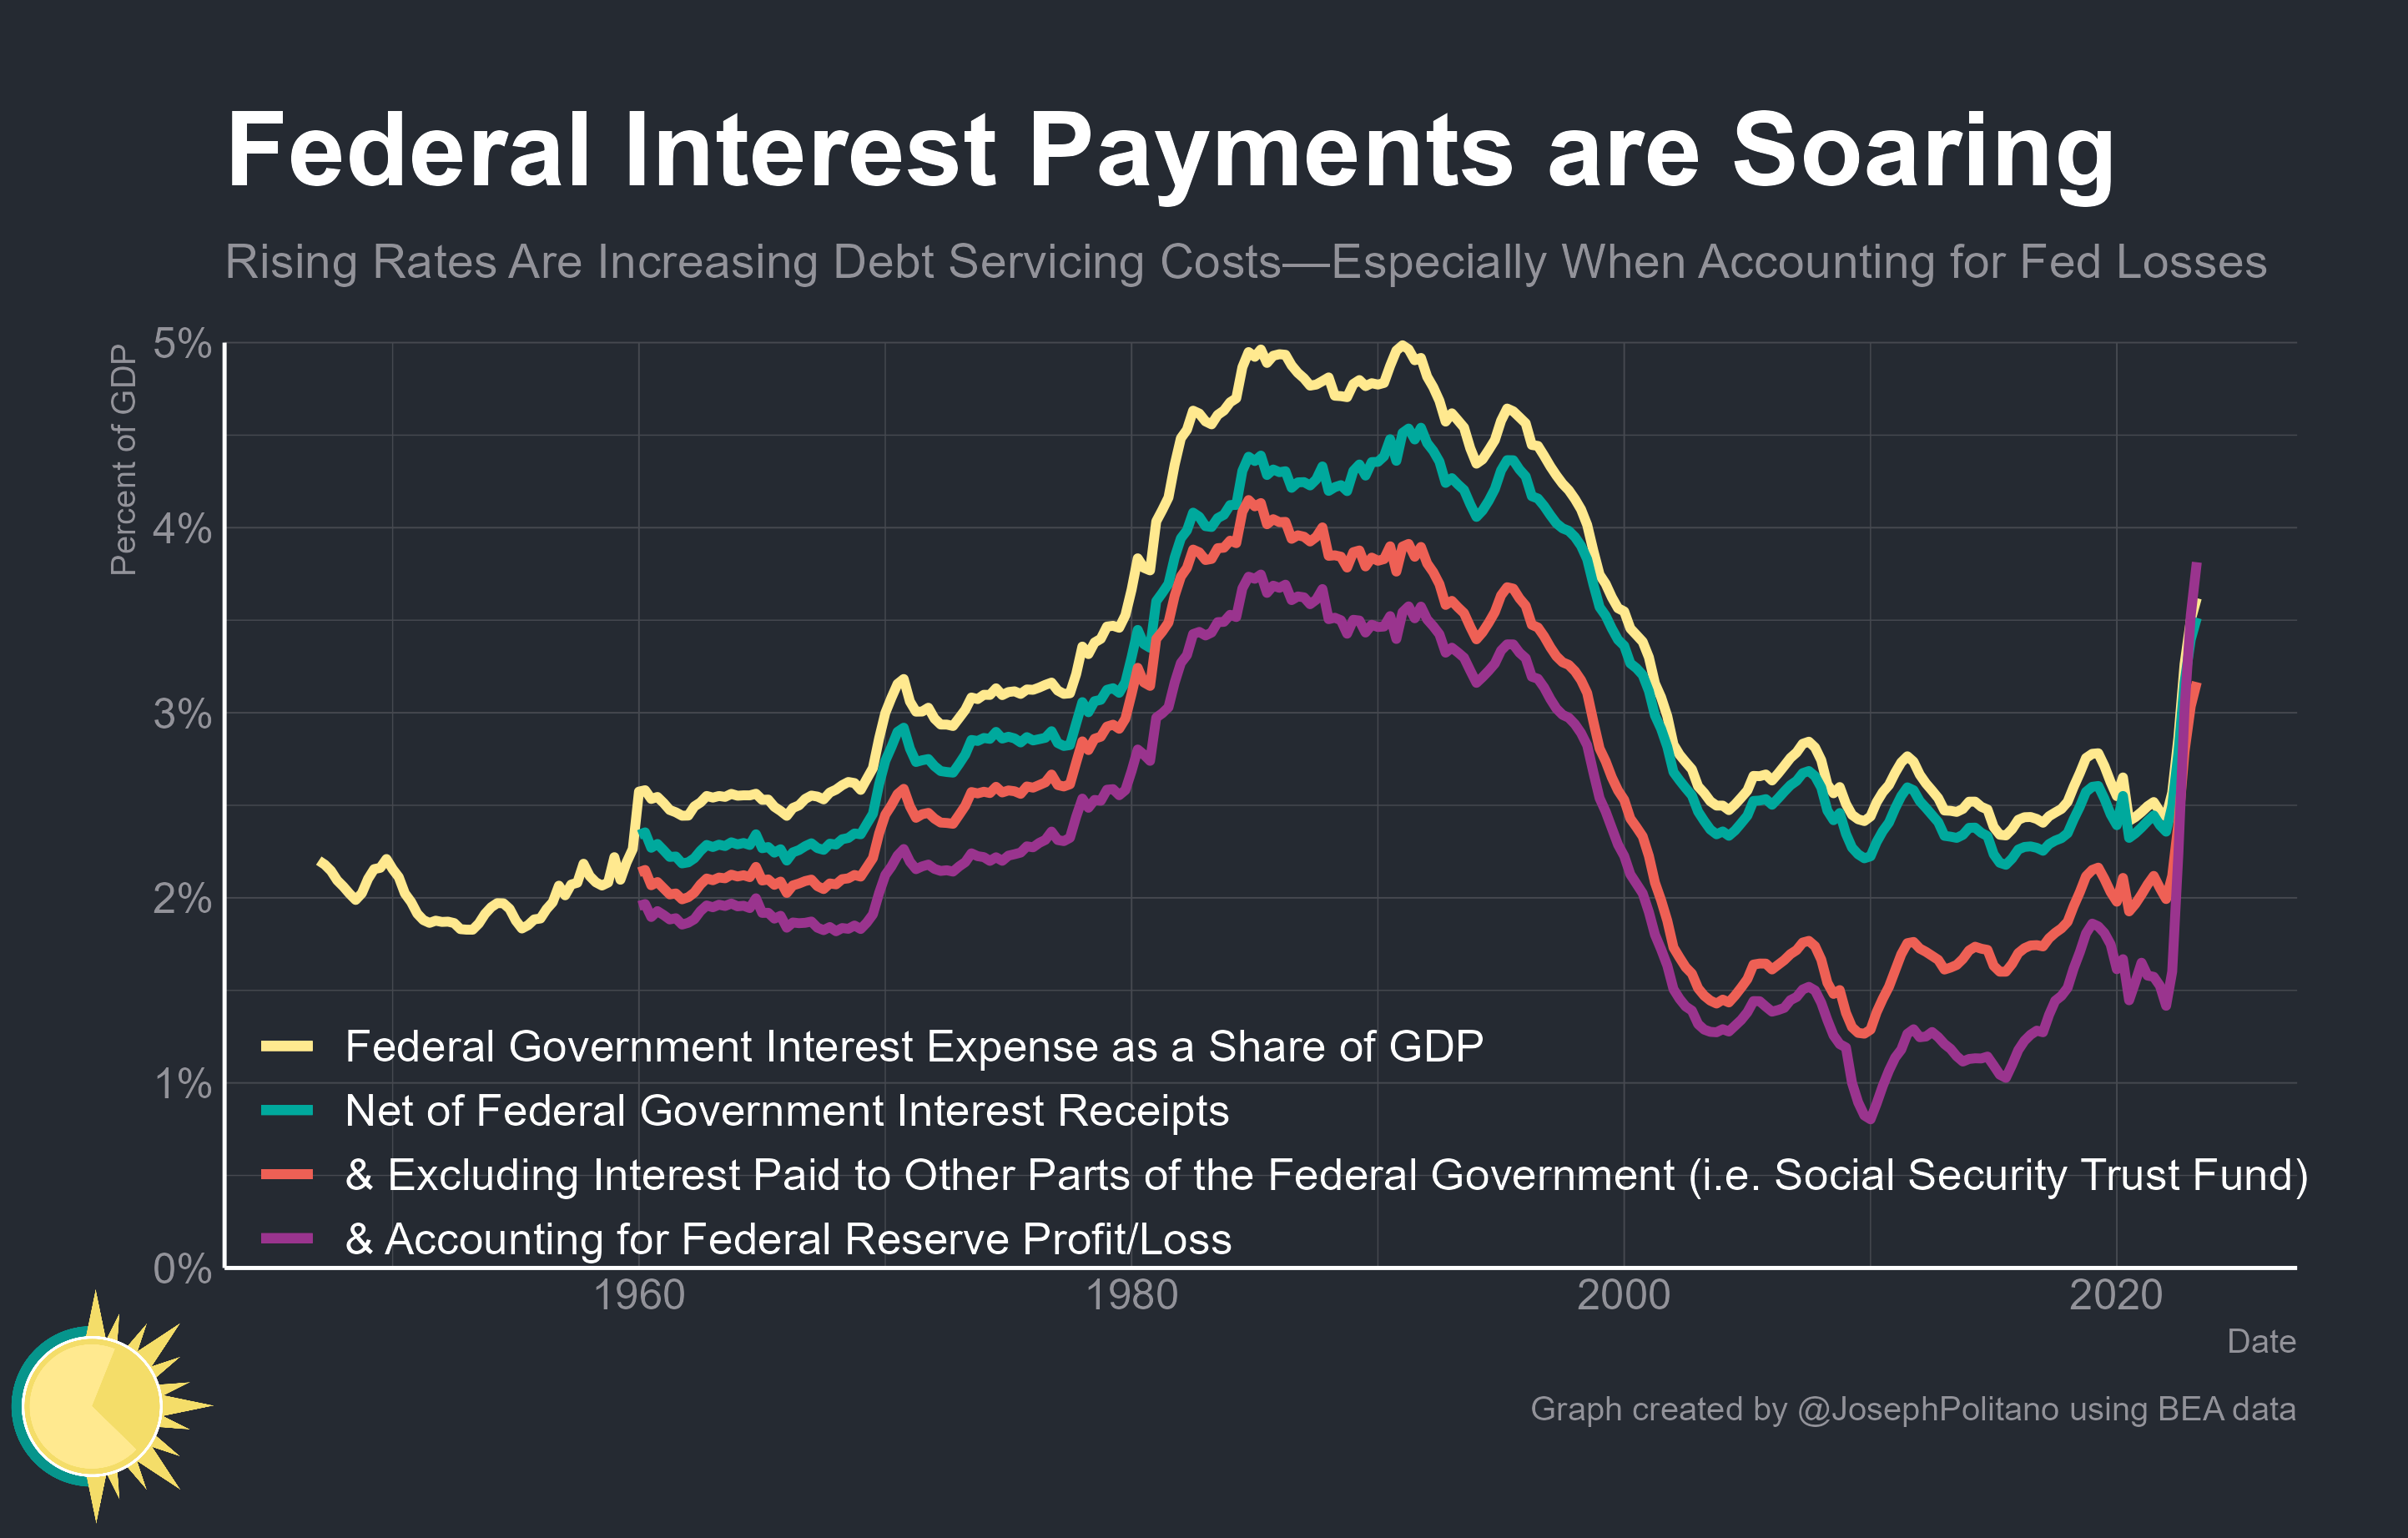 Federal Interest Payments are Soaring
Rising Rates Are Increasing Debt Servicing Costs—Especially When Accounting for Fed Losses
Percent of GDP
5%
4%
3%
2%
1%
0%
Federal Government Interest Expense as a Share of GDP
Net of Federal Government Interest Receipts
& Excluding Interest Paid to Other Parts of the Federal Government (i.e. Social Security Trust Fund)
& Accounting for Federal Reserve Profit/Loss
1960 1980 2000 2020
Date
Graph created by @JosephPolitano using BEA data